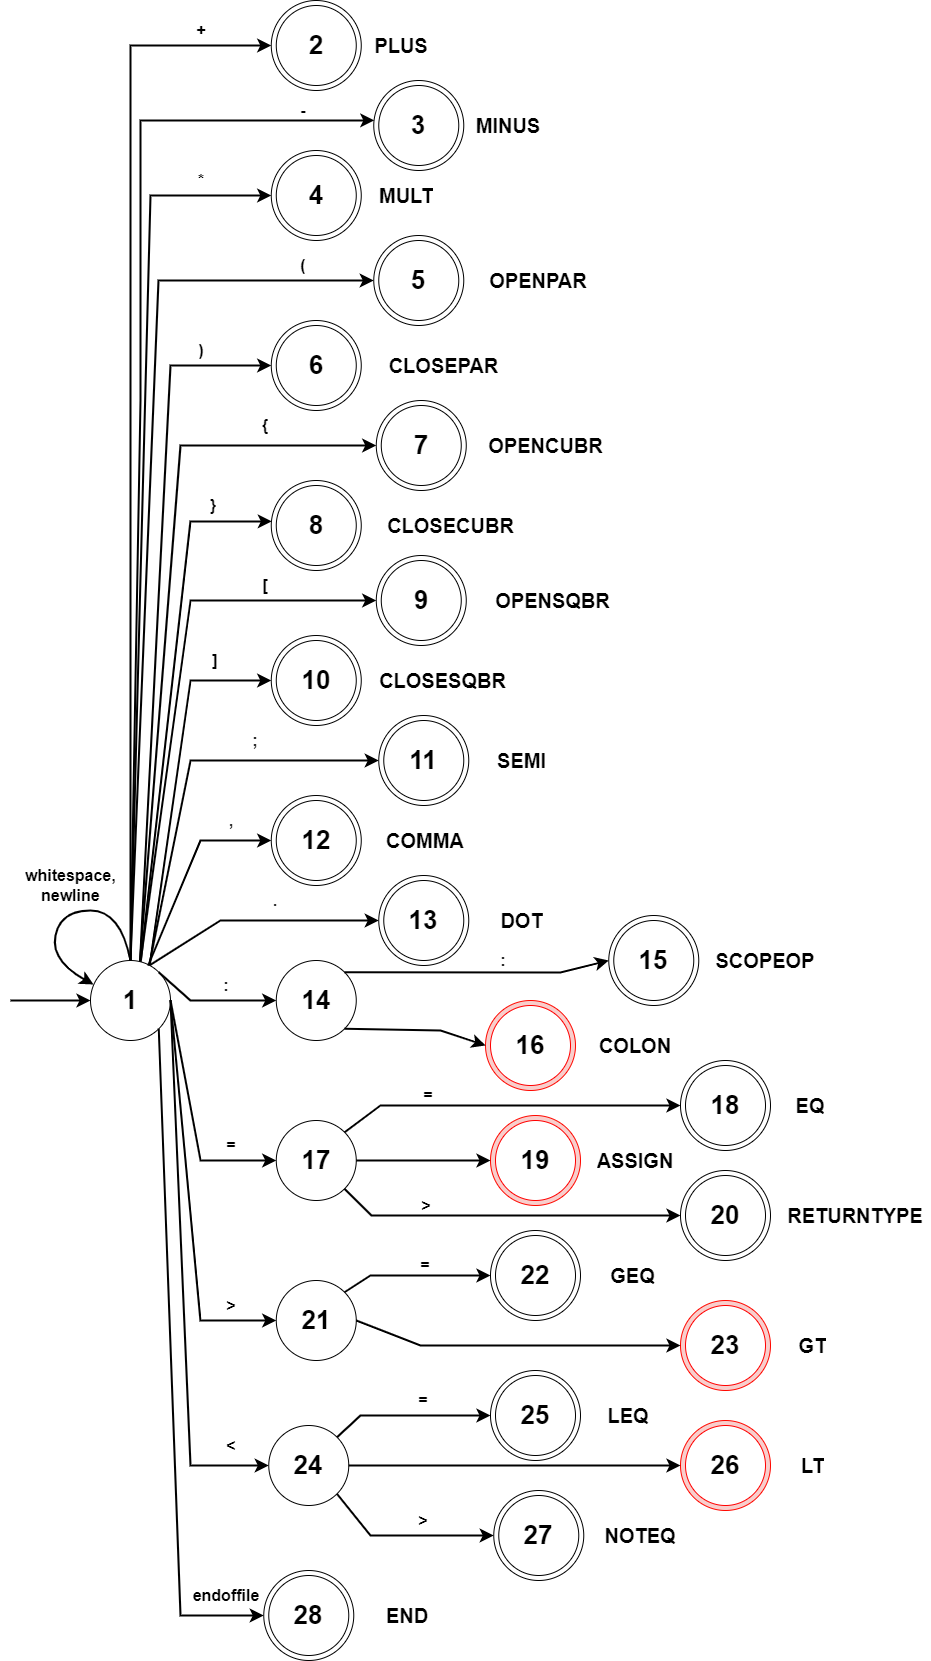 +
2 PLUS
-
3 MINUS
*
4 MULT
(
5 OPENPAR
)
6 CLOSEPAR
{
7 OPENCUBR
}
8 CLOSECUBR
[
9 OPENSQBR
]
10 CLOSESQBR
;
11 SEMI
,
12 COMMA
whitespace,
newline
.
13 DOT
1
:
14
:
15 SCOPEOP
16 COLON
=
17
=
18 EQ
19 ASSIGN
>
20 RETURNTYPE
>
21
=
22 GEQ
23 GT
<
24
=
25 LEQ
26 LT
>
27 NOTEQ
endoffile
28 END